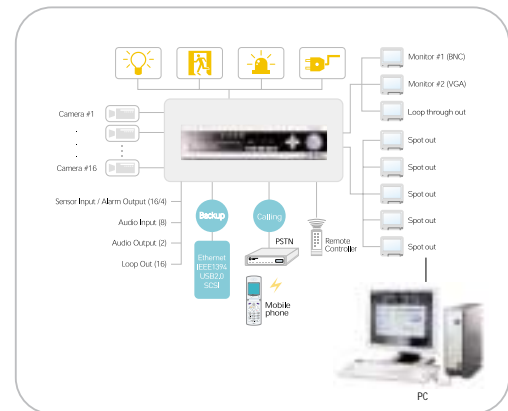 Camera #1
Camera #16
Sensor Input / Alarm Output (16/4)
Audio Input (8)
Audio Output (2)
Loop Out (16)
Backup
Ethernet
IEEE1394
USB2.0
SCSI
Calling
PSTN
Mobile
phone
Remote
Controller
Monitor #1 (BNC)
Monitor #2 (VGA)
Loop through out
Spot out
Spot out
Spot out
Spot out
Spot out
PC